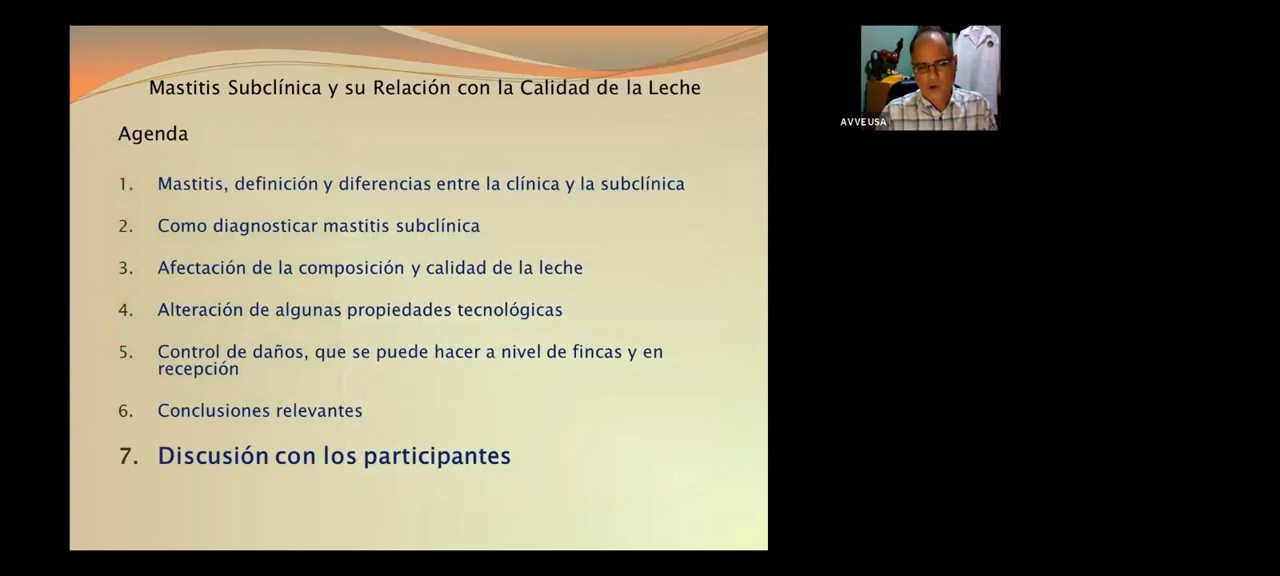 Mastitis Subclínica y su Relación con la Calidad de la Leche
Agenda
1. Mastitis, definición y diferencias entre la clínica y la subclínica
2. Como diagnosticar mastitis subclínica
3. Afectación de la composición y calidad de la leche
4. Alteración de algunas propiedades tecnológicas
5. Control de daños, que se puede hacer a nivel de fincas y en
recepción
6. Conclusiones relevantes
7. Discusión con los participantes
AVVEUSA